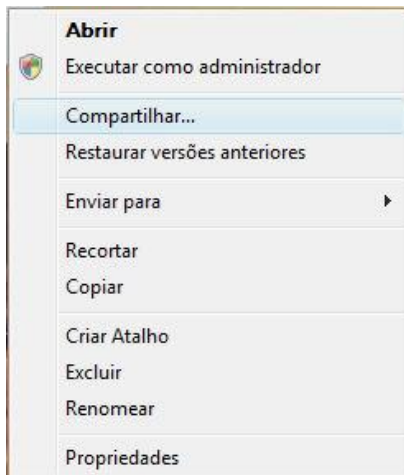 Abrir
Executar como administrador
Compartilhar...
Restaurar versões anteriores
Enviar para
Recortar
Copiar
Criar Atalho
Excluir
Renomear
Propriedades